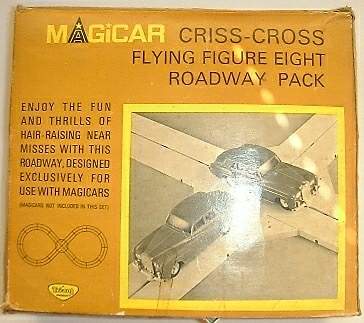 MAGiCAR CRISS-CROSS
FLYING FIGURE EIGHT
ROADWAY PACK
ENJOY THE FUN
AND THRILLS OF
HAIR-RAISING NEAR
MISSES WITH THIS
ROADWAY, DESIGNED
EXCLUSIVELY FOR
USE WITH MAGICARS
(MAGICARS NOT INCLUDED IN THIS SET)